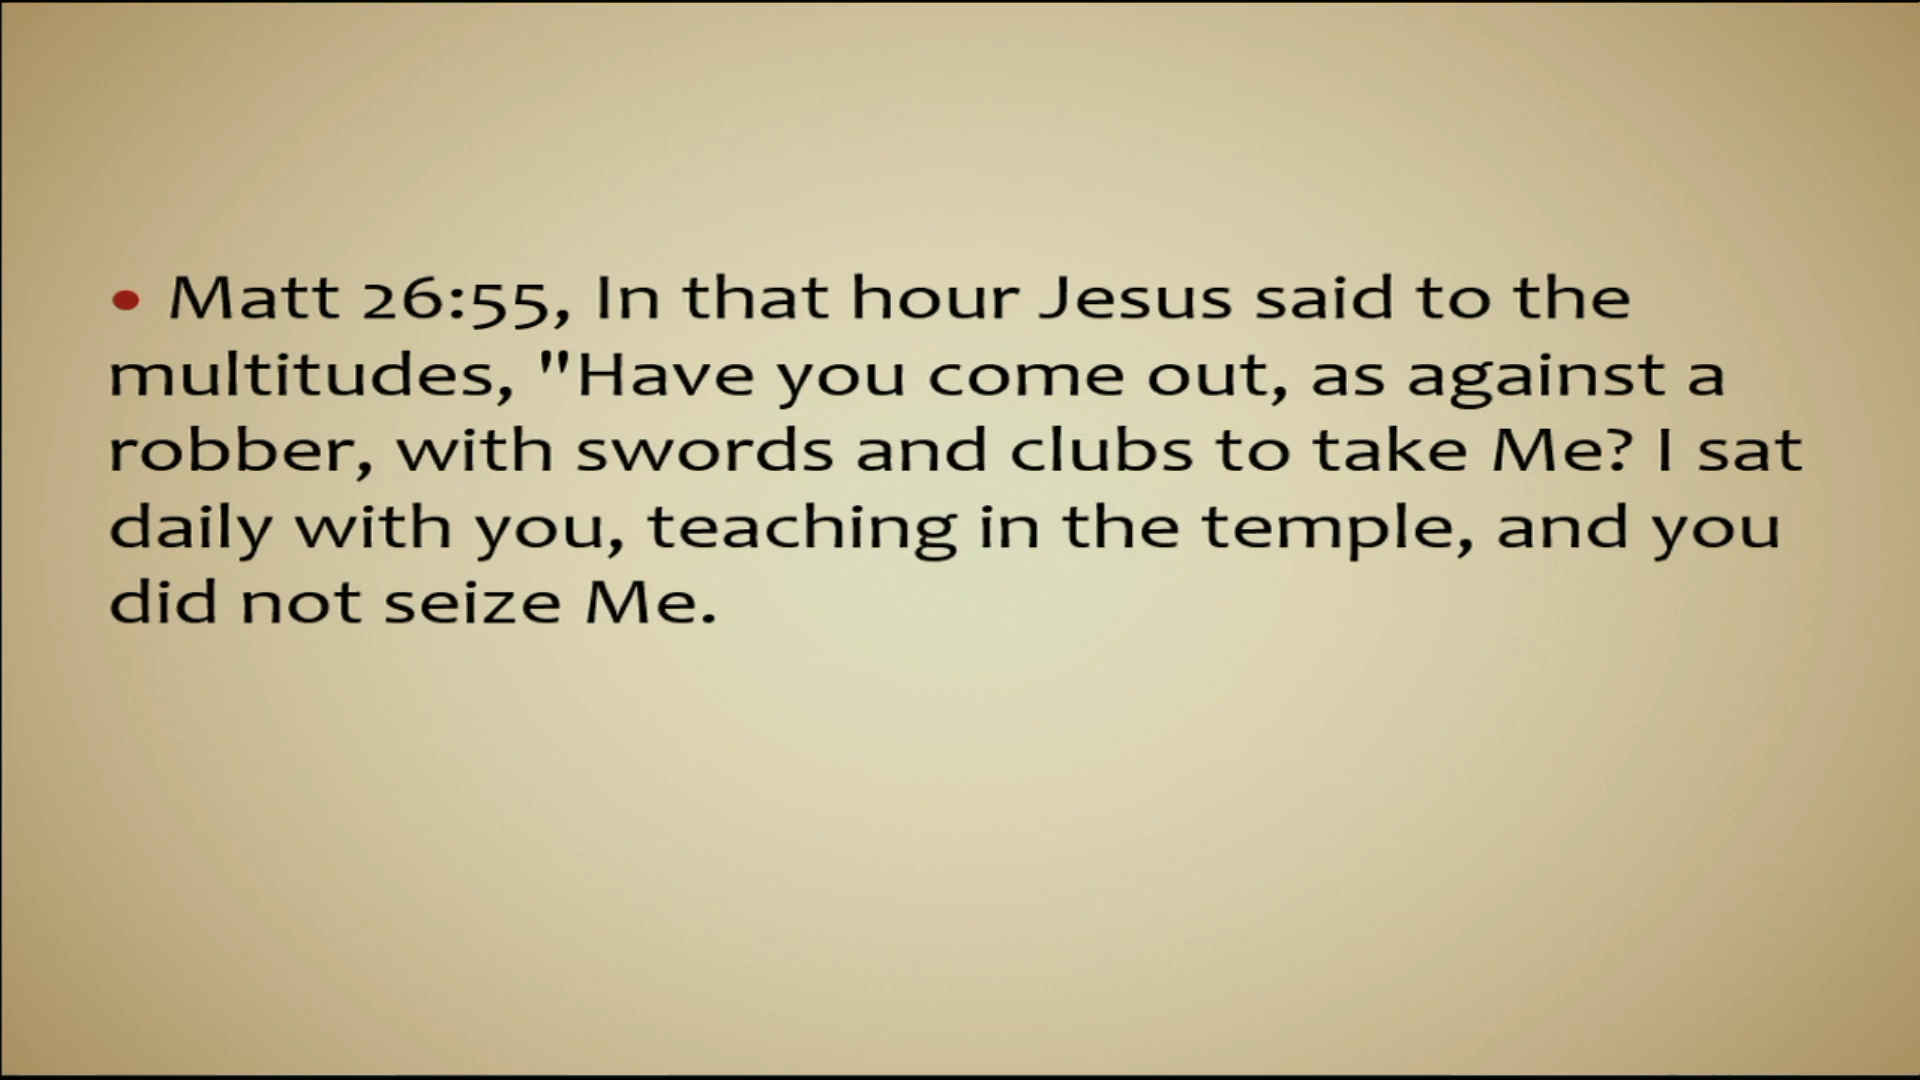 • Matt 26:55, In that hour Jesus said to the
multitudes, "Have you come out, as against a
robber, with swords and clubs to take Me? I sat
daily with you, teaching in the temple, and you
did not seize Me.